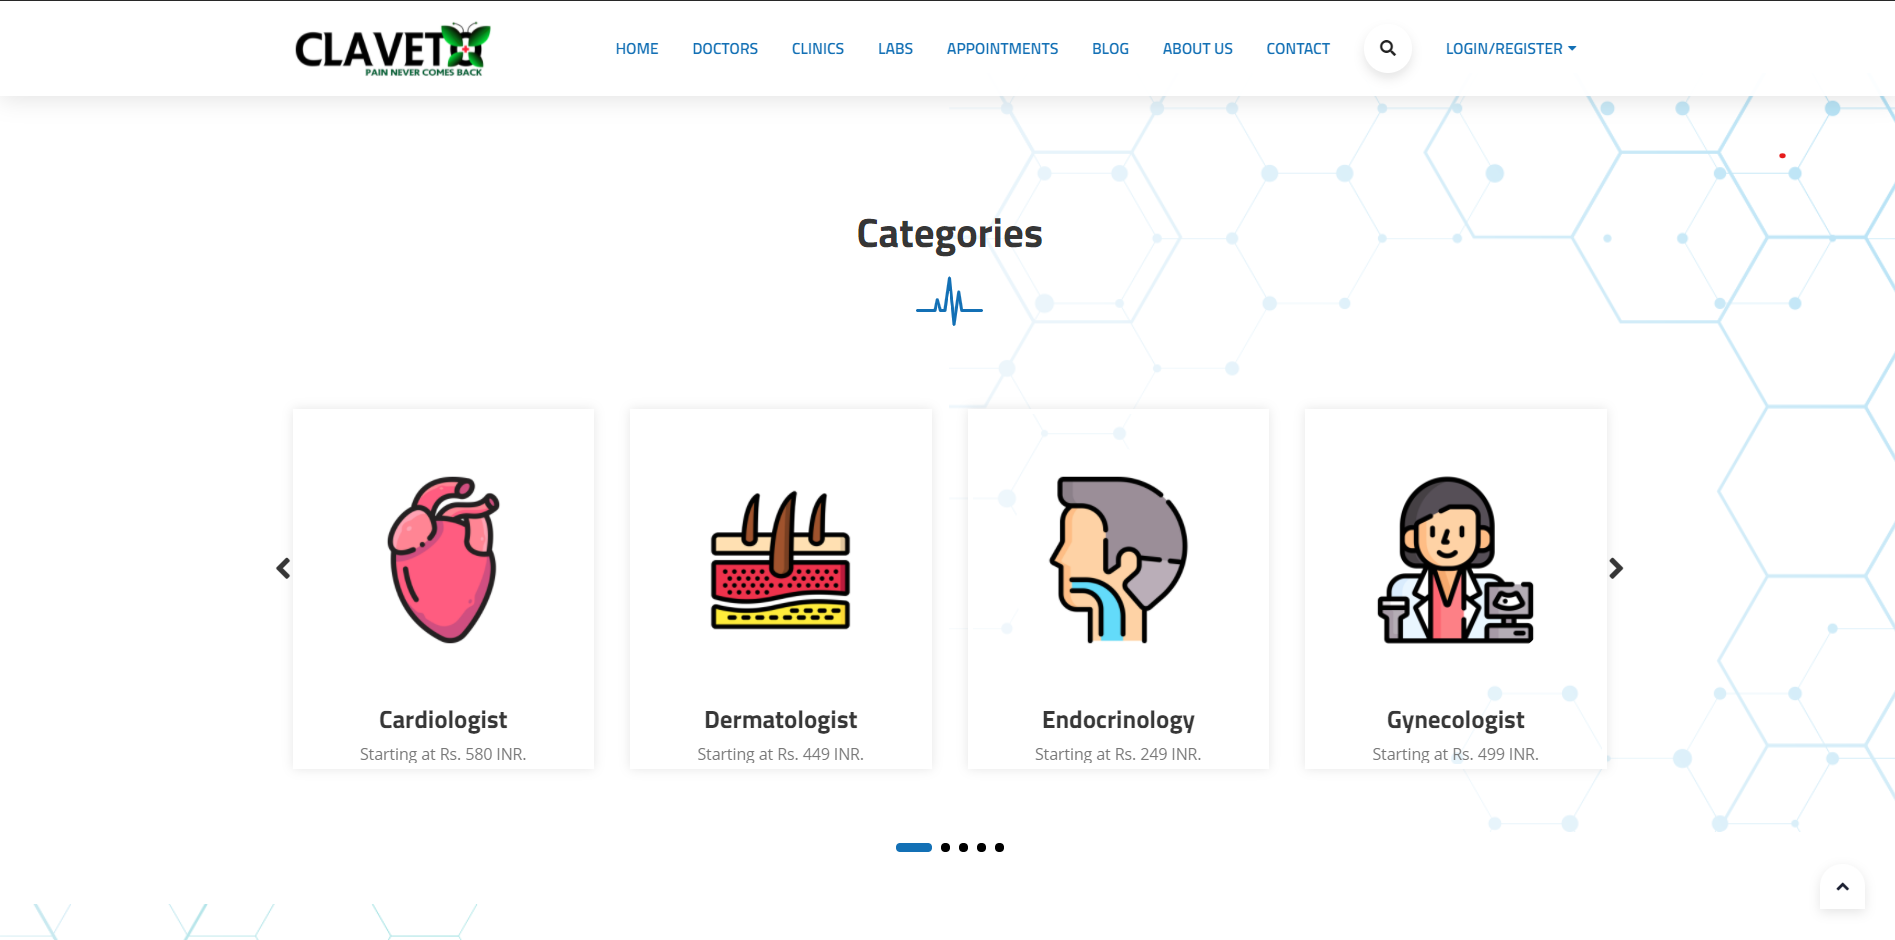 CLAVETX
PAIN NEVER COMES BACK
HOME DOCTORS CLINICS LABS APPOINTMENTS BLOG ABOUT US CONTACT LOGIN/REGISTER
Categories
Cardiologist
Starting at Rs. 580 INR.
Dermatologist
Starting at Rs. 449 INR.
Endocrinology
Starting at Rs. 249 INR.
Gynecologist
Starting at Rs. 499 INR.